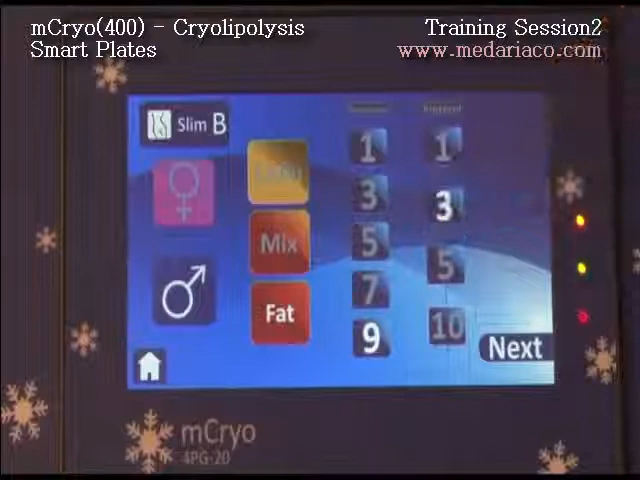 mCryo(400) - Cryolipolysis
Smart Plates
Training Session2
www.medariaco.com
Slim B
Mix
Fat
1
3
5
7
9
1
3
5
10
Next
mCryo
4PG-20